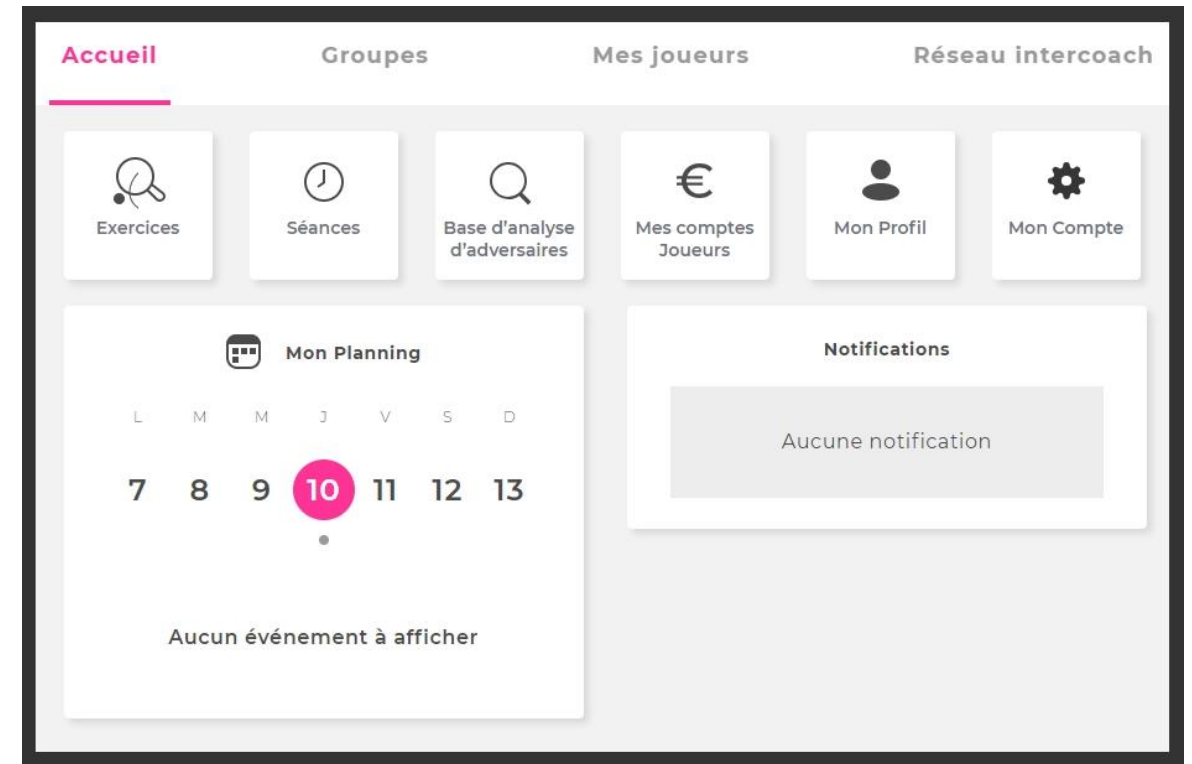 Accueil Groupes Mes joueurs Réseau intercoach
Exercices Séances Base d'analyse Mes comptes Mon Profil Mon Compte
d'adversaires Joueurs
Mon Planning
L M M J V S D
7 8 9 10 11 12 13
Aucun événement à afficher
Notifications
Aucune notification